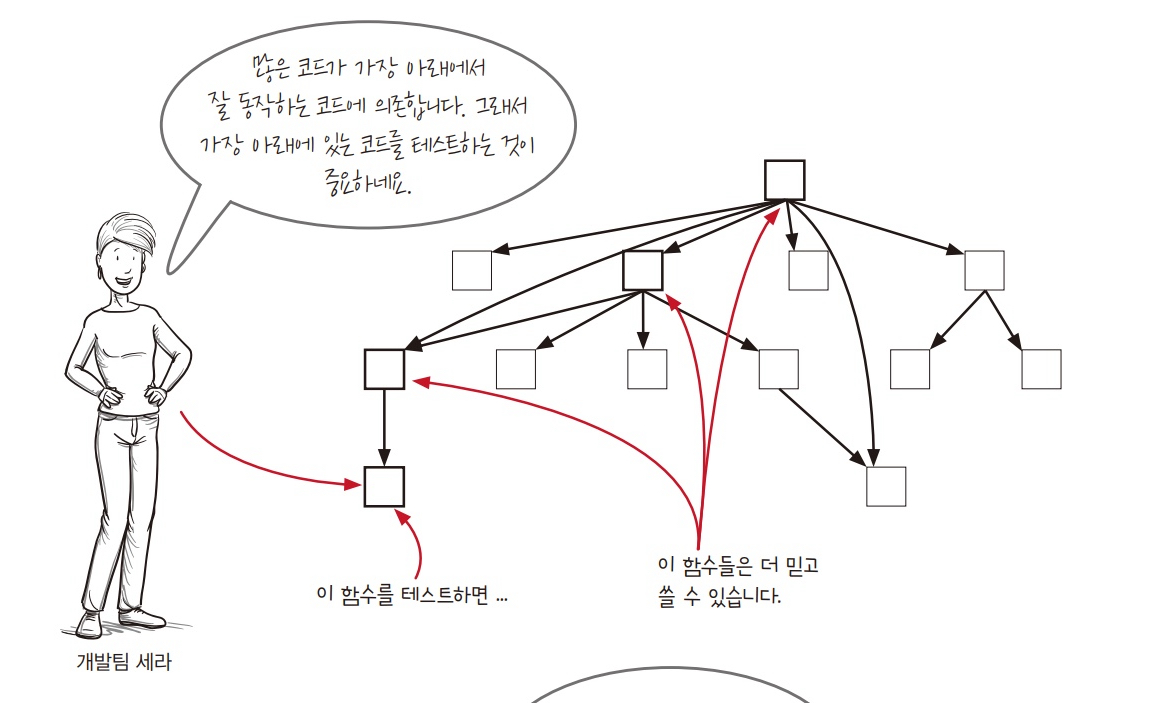 많은 코드가 가장 아래에서
잘 동작하는 코드에 의존합니다. 그래서
가장 아래에 있는 코드를 테스트하는 것이
중요하네요.
이 함수들은 더 믿고
쓸 수 있습니다.
이 함수를 테스트하면 ...
개발팀 세라